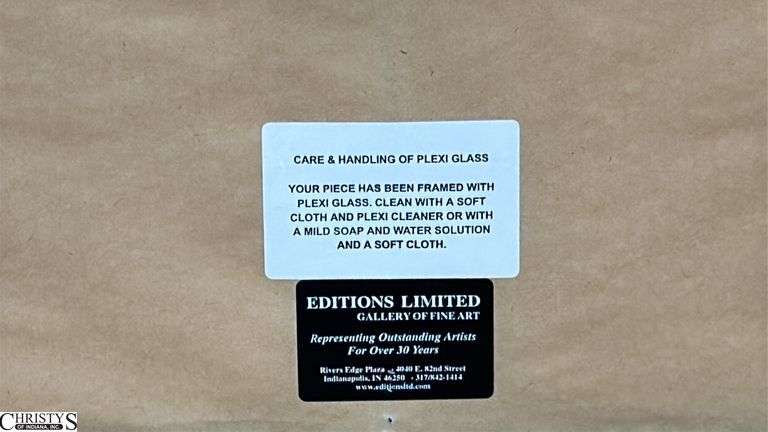 CARE & HANDLING OF PLEXI GLASS
YOUR PIECE HAS BEEN FRAMED WITH
PLEXI GLASS. CLEAN WITH A SOFT
CLOTH AND PLEXI CLEANER OR WITH
A MILD SOAP AND WATER SOLUTION
AND A SOFT CLOTH.
EDITIONS LIMITED
GALLERY OF FINE ART
Representing Outstanding Artists
For Over 30 Years
Rivers Edge Plaza 4040 E. 82nd Street
Indianapolis, IN 46250 • 317/842-1414
www.editionsltd.com
CHRISTY'S
OF INDIANA, INC.